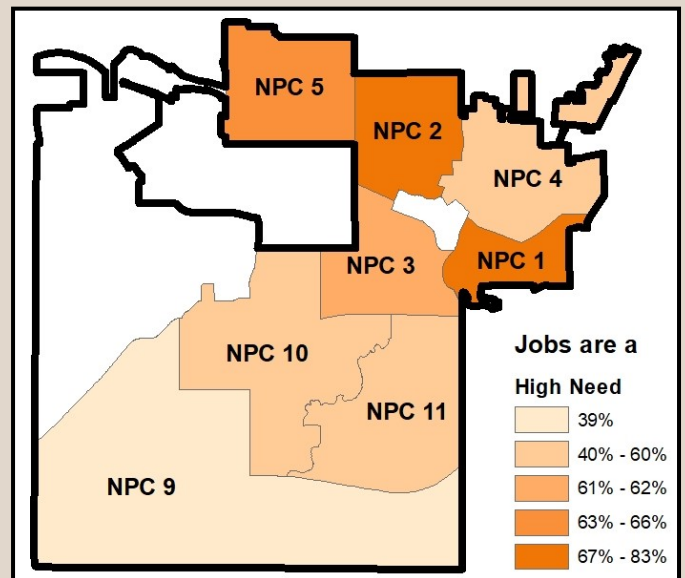 NPC 5
NPC 2
NPC 4
NPC 3
NPC 1
NPC 10
NPC 11
NPC 9
Jobs are a
High Need
39%
40% - 60%
61% - 62%
63% - 66%
67% - 83%